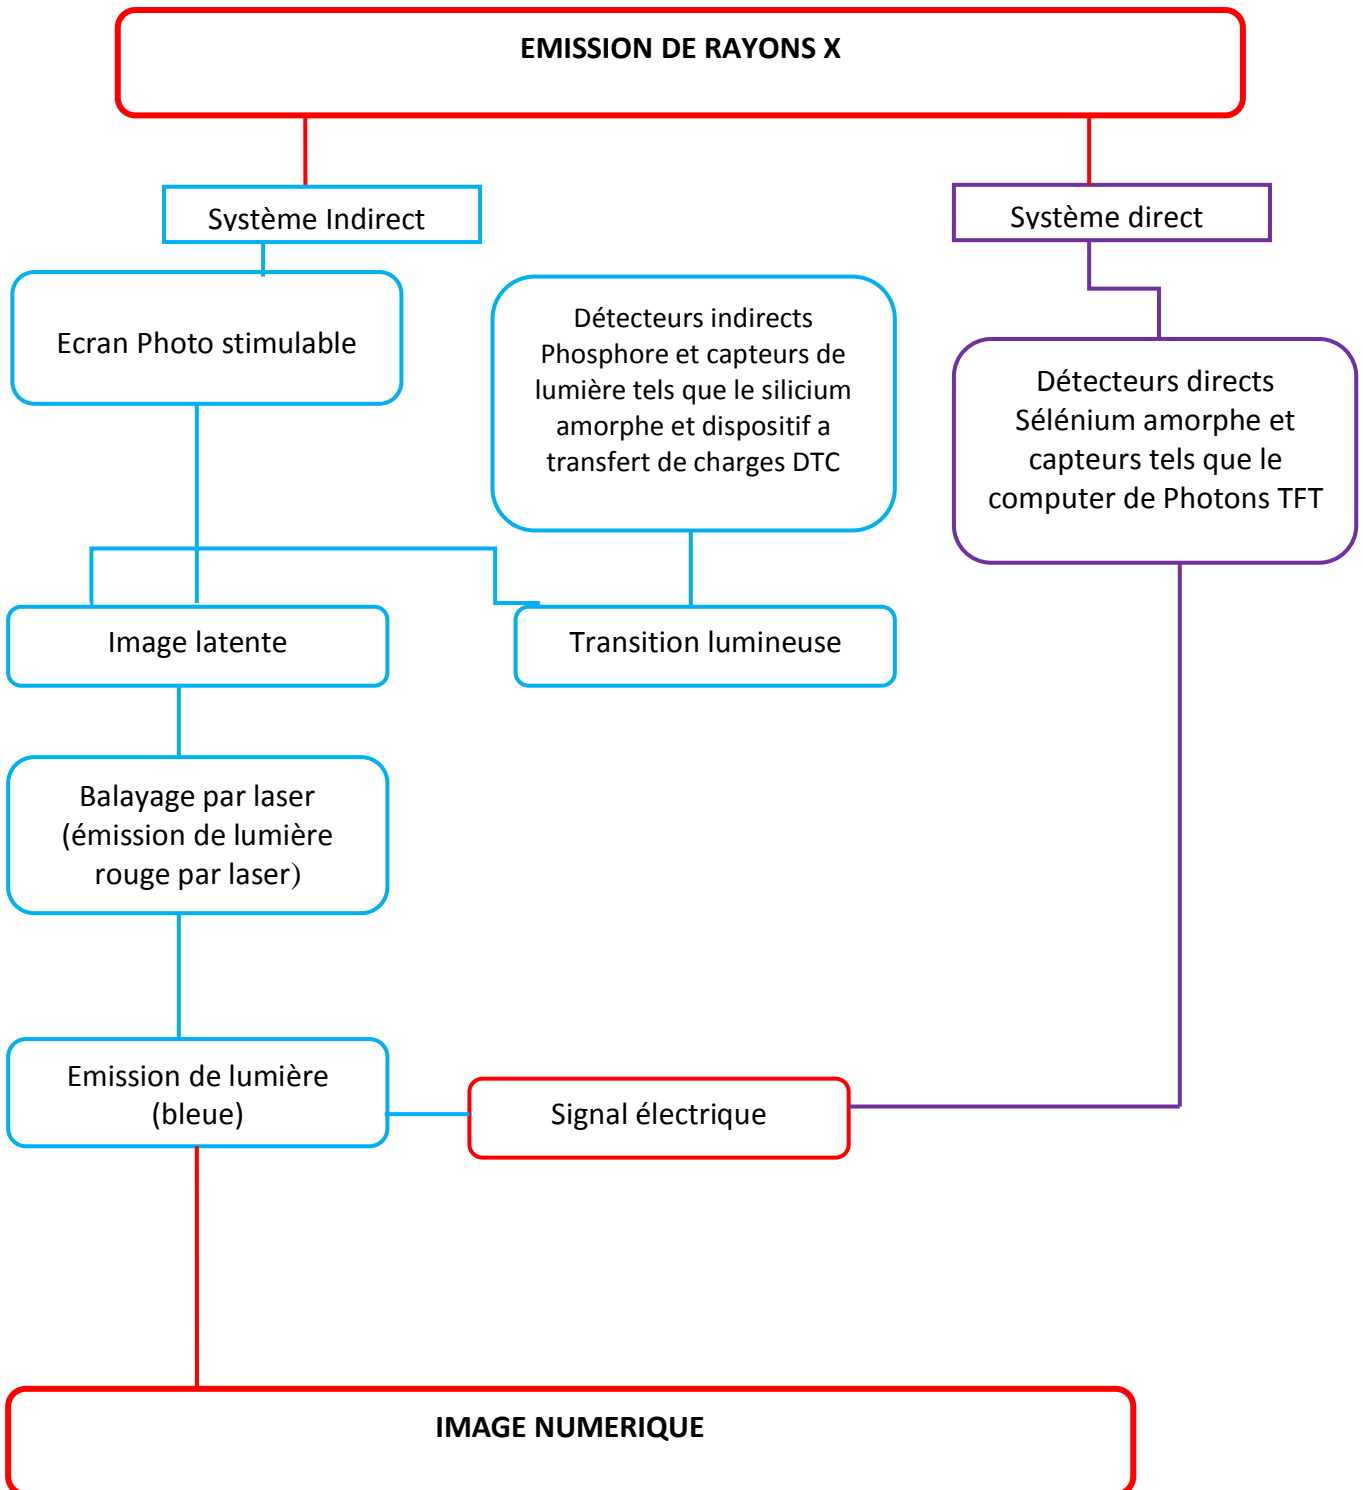 EMISSION DE RAYONS X
Système Indirect
Système direct
Ecran Photo stimulable
Détecteurs indirects
Phosphore et capteurs de
lumière tels que le silicium
amorphe et dispositif a
transfert de charges DTC
Détecteurs directs
Sélénium amorphe et
capteurs tels que le
computer de Photons TFT
Image latente
Transition lumineuse
Balayage par laser
(émission de lumière
rouge par laser)
Emission de lumière
(bleue)
Signal électrique
IMAGE NUMERIQUE